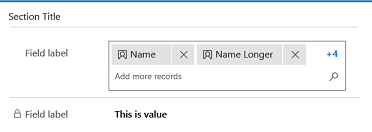 Section Title
Field label
Name
Name Longer
+4
Add more records
Field label
This is value